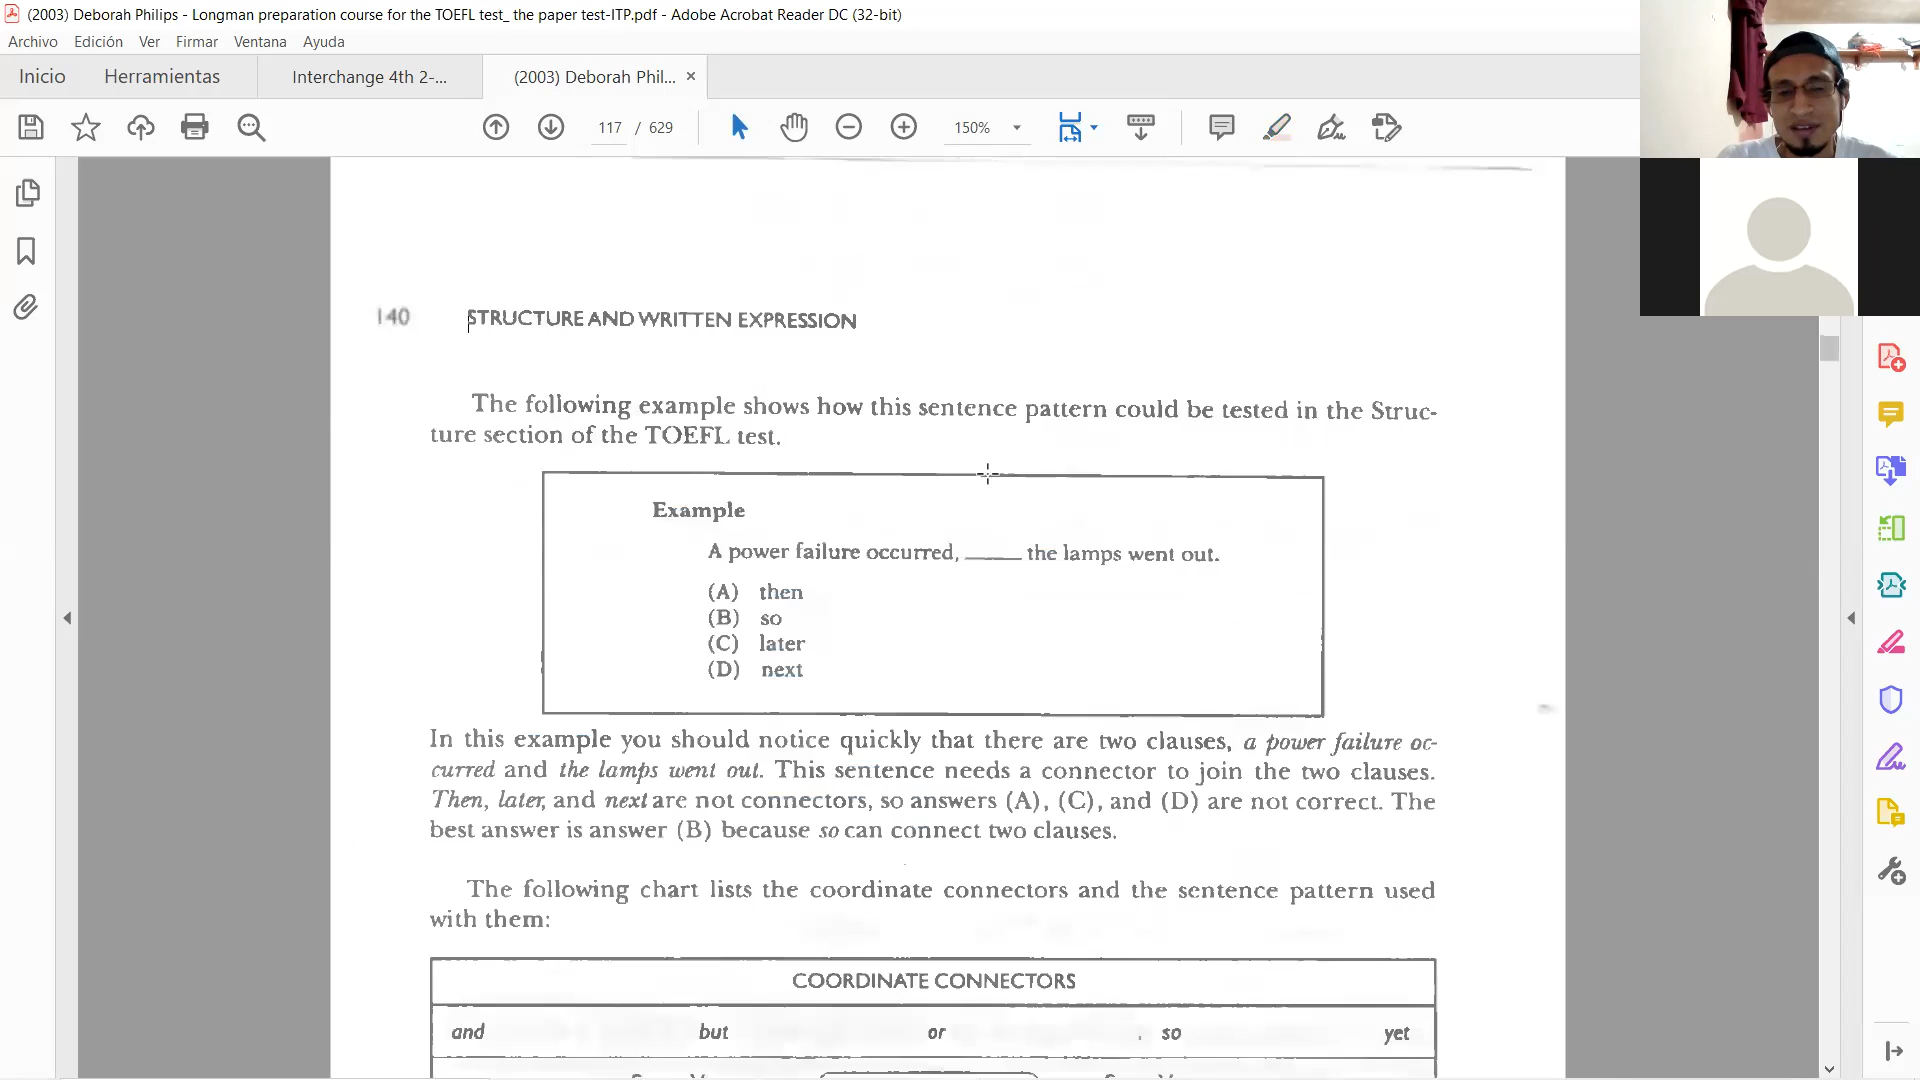 (2003) Deborah Philips - Longman preparation course for the TOEFL test_ the paper test-ITP.pdf - Adobe Acrobat Reader DC (32-bit)
Archivo Edición Ver Firmar Ventana Ayuda
Inicio Herramientas Interchange 4th 2-... (2003) Deborah Phil... ×
117 / 629 150%
140 STRUCTURE AND WRITTEN EXPRESSION
The following example shows how this sentence pattern could be tested in the Struc-
ture section of the TOEFL test.
Example
A power failure occurred, _____ the lamps went out.
(A) then
(B) so
(C) later
(D) next
In this example you should notice quickly that there are two clauses, a power failure oc-
curred and the lamps went out. This sentence needs a connector to join the two clauses.
Then, later, and next are not connectors, so answers (A), (C), and (D) are not correct. The
best answer is answer (B) because so can connect two clauses.
The following chart lists the coordinate connectors and the sentence pattern used
with them:
COORDINATE CONNECTORS
and but or so yet